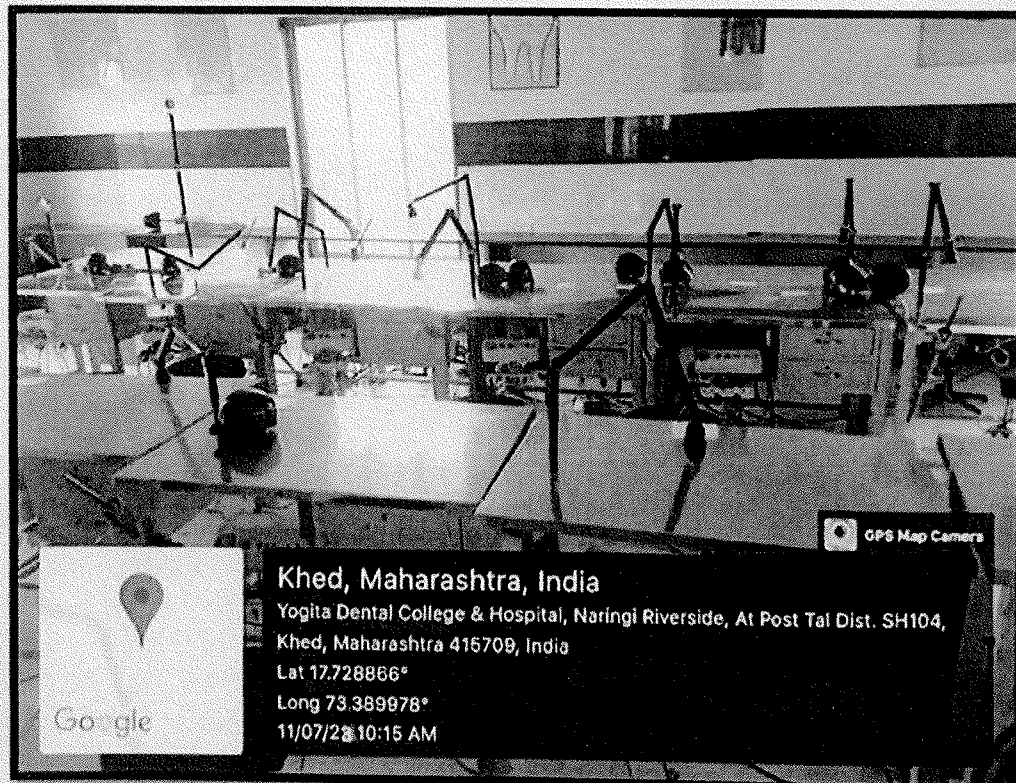 GPS Map Camera
Khed, Maharashtra, India
Yogita Dental College & Hospital, Naringi Riverside, At Post Tal Dist. SH104,
Khed, Maharashtra 415709, India
Lat 17.728866°
Long 73.389978°
10:15 AM
Google